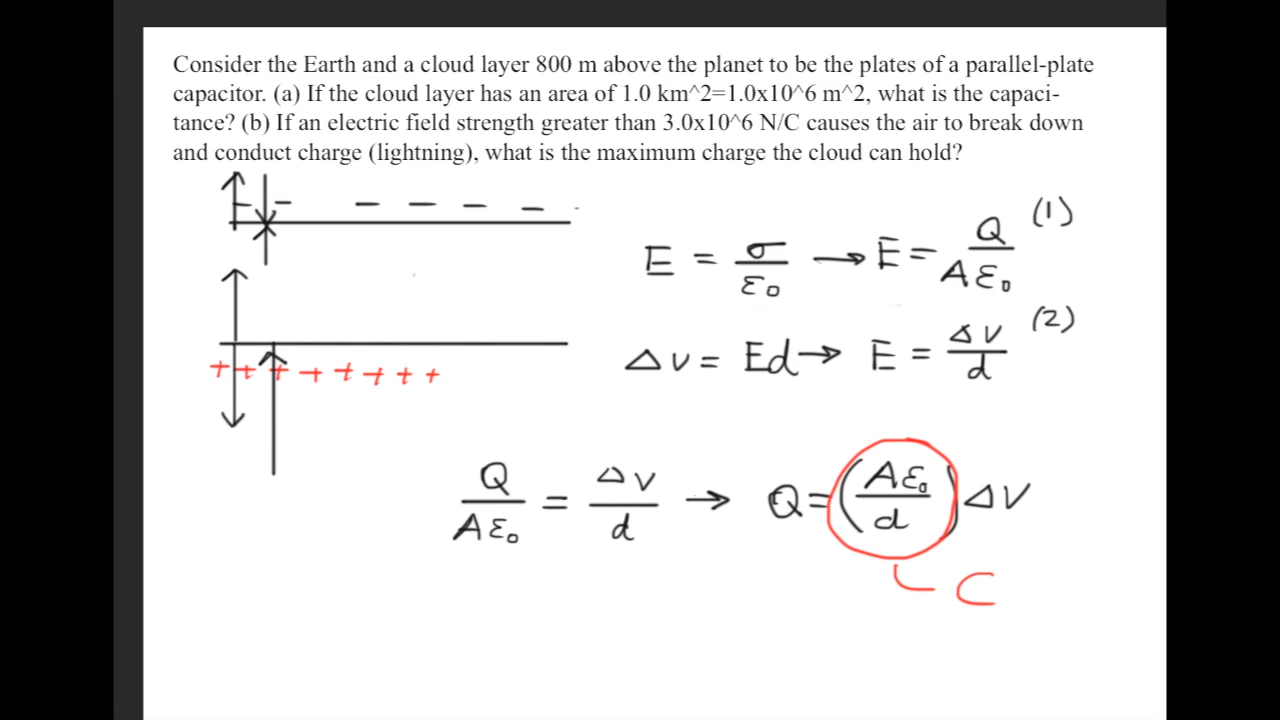 Consider the Earth and a cloud layer 800 m above the planet to be the plates of a parallel-plate
capacitor. (a) If the cloud layer has an area of 1.0 km^2=1.0x10^6 m^2, what is the capaci-
tance? (b) If an electric field strength greater than 3.0x10^6 N/C causes the air to break down
and conduct charge (lightning), what is the maximum charge the cloud can hold?
E = σ/ε₀ → E = Q/Aε₀ (1)
ΔV = Ed → E = ΔV/d (2)
+ + + + + + + +
Q/Aε₀ = ΔV/d → Q = (Aε₀/d) ΔV
C